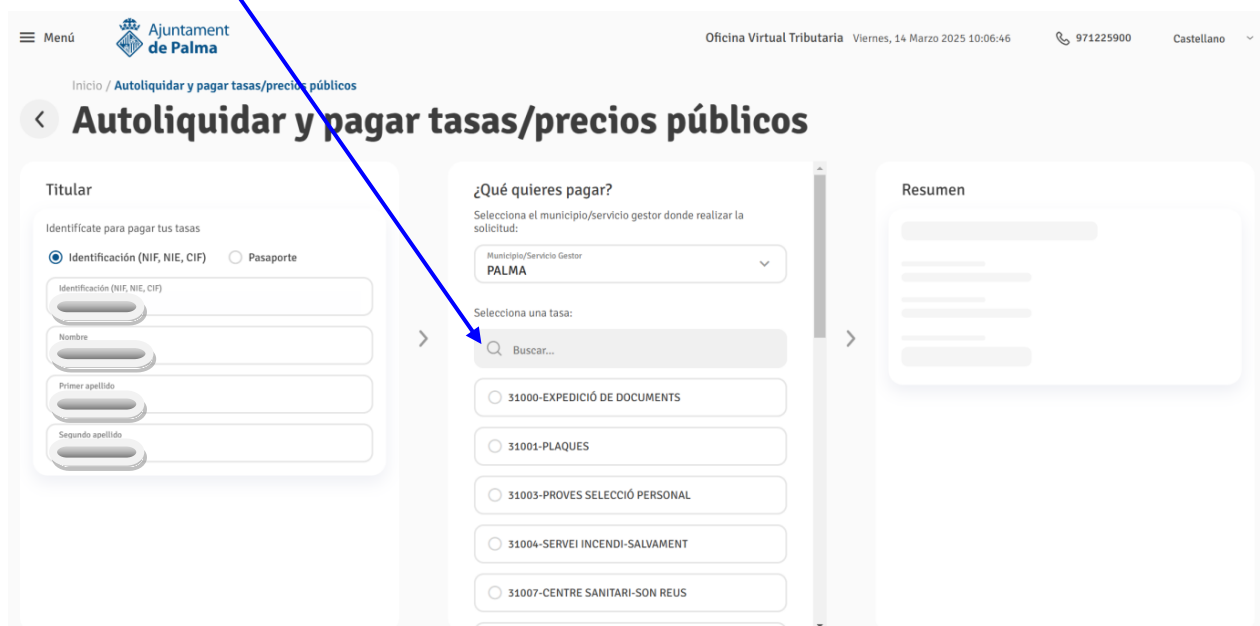 Menú
Ajuntament
de Palma
Oficina Virtual Tributaria Viernes, 14 Marzo 2025 10:06:46
971225900
Castellano
Inicio / Autoliquidar y pagar tasas/precios públicos
Autoliquidar y pagar tasas/precios públicos
Titular
Identifícate para pagar tus tasas
Identificación (NIF, NIE, CIF)
Pasaporte
Identificación (NIF, NIE, CIF)
Nombre
Primer apellido
Segundo apellido
¿Qué quieres pagar?
Selecciona el municipio/servicio gestor donde realizar la
solicitud:
Municipio/Servicio Gestor
PALMA
Selecciona una tasa:
Buscar...
31000-EXPEDICIÓ DE DOCUMENTS
31001-PLAQUES
31003-PROVES SELECCIÓ PERSONAL
31004-SERVEI INCENDI-SALVAMENT
31007-CENTRE SANITARI-SON REUS
Resumen